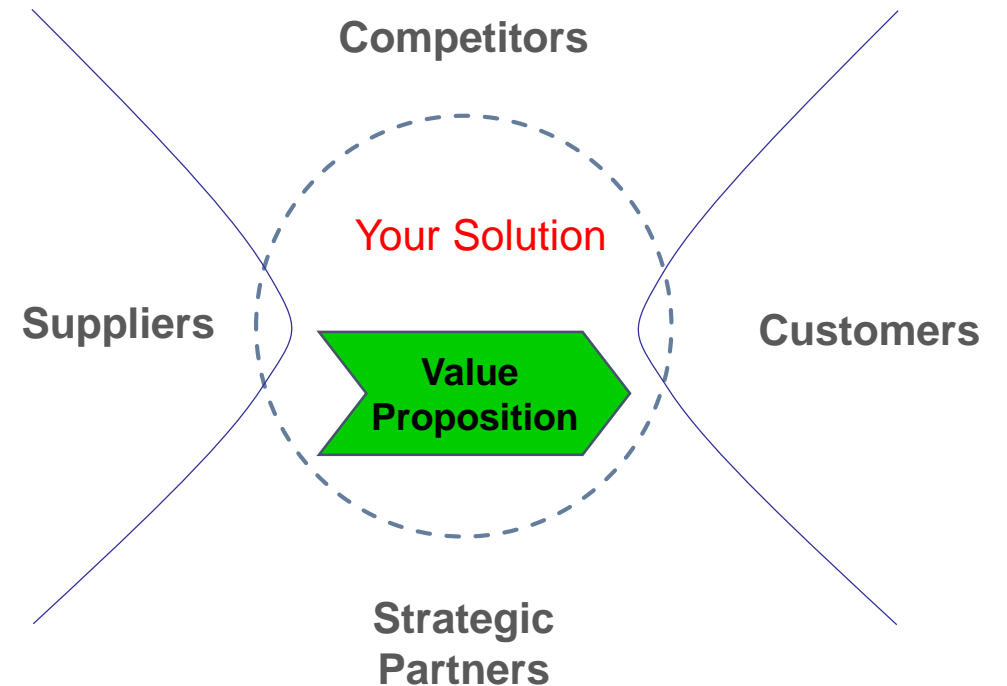 Competitors
Your Solution
Suppliers
Customers
Value
Proposition
Strategic
Partners